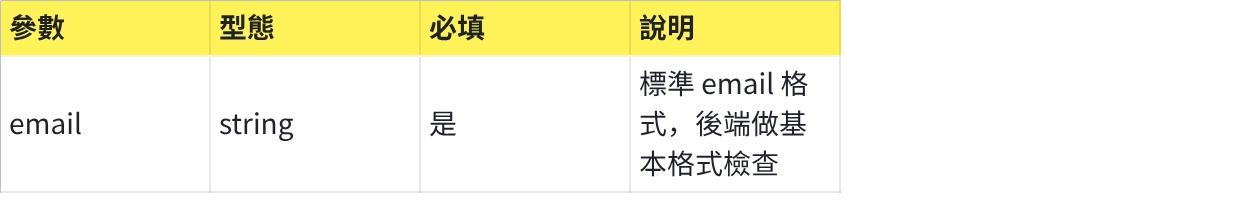 參數 型態 必填 說明
email string 是 標準 email 格
式，後端做基
本格式檢查